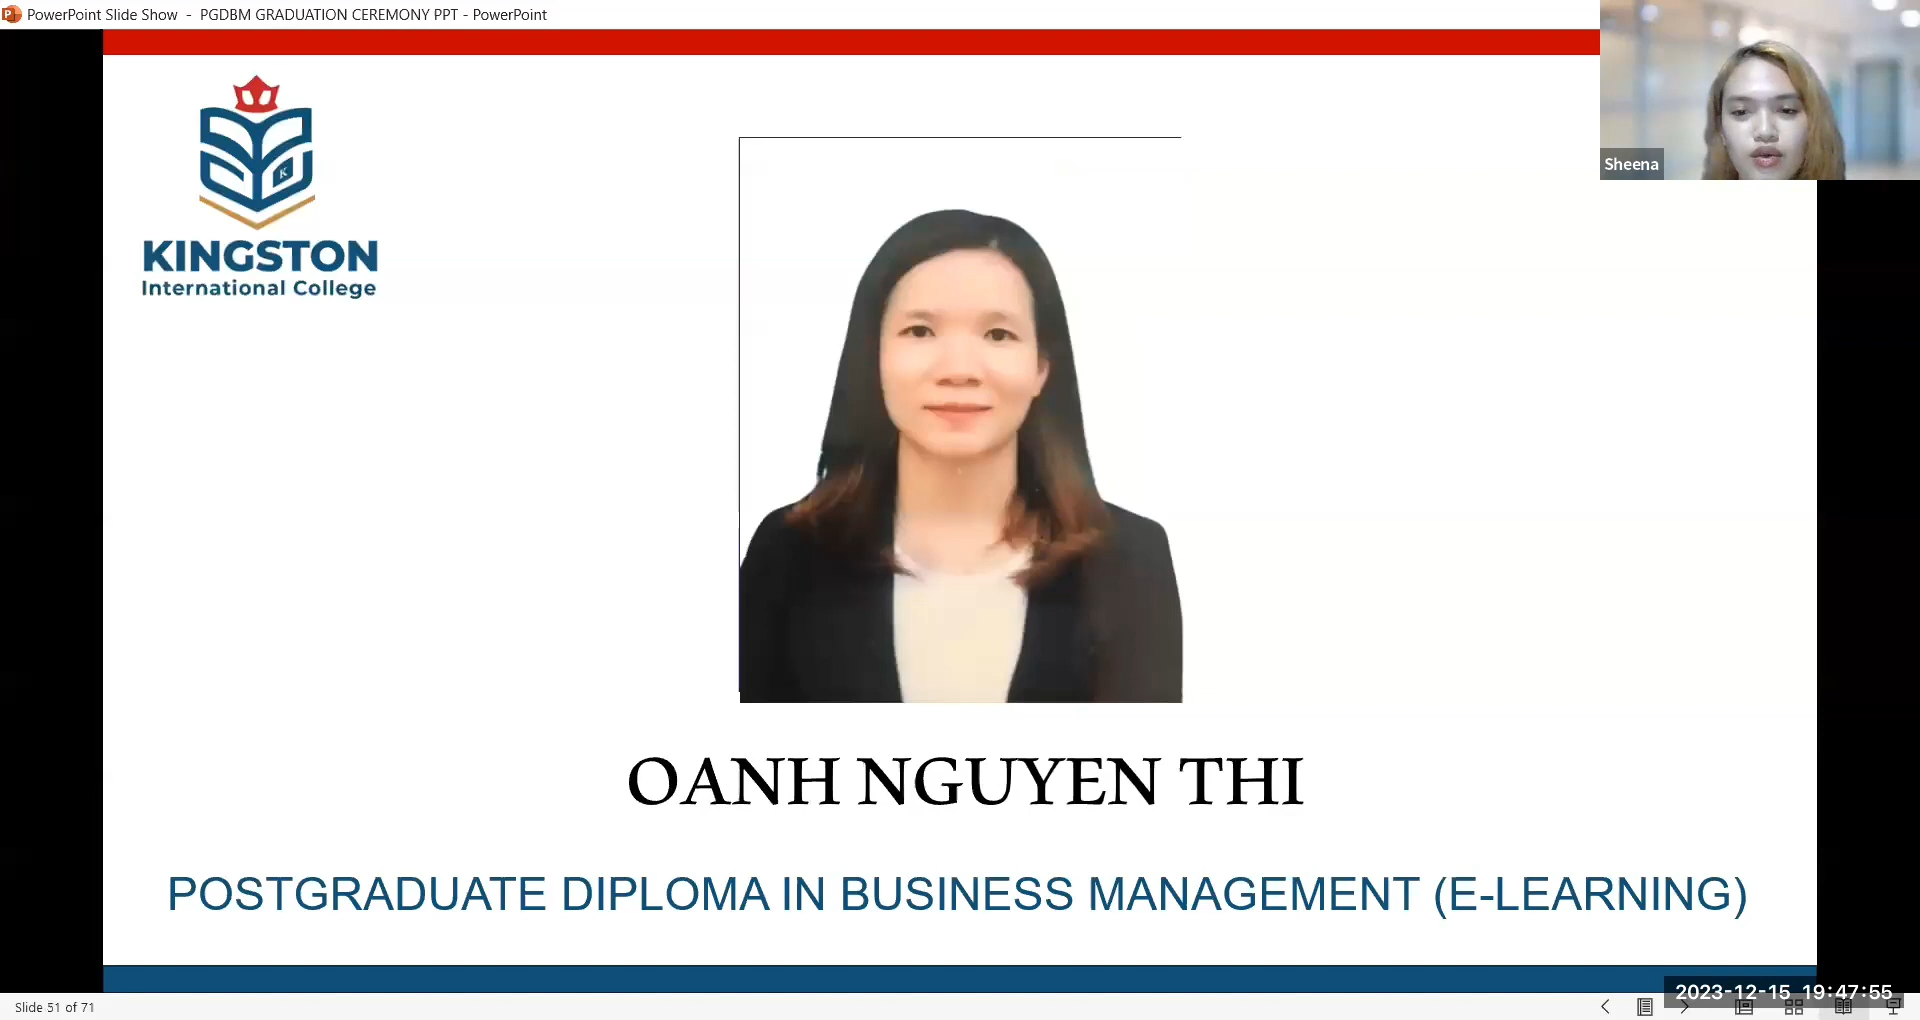 PowerPoint Slide Show - PGDBM GRADUATION CEREMONY PPT - PowerPoint
K
KINGSTON
International College
Sheena
OANH NGUYEN THI
POSTGRADUATE DIPLOMA IN BUSINESS MANAGEMENT (E-LEARNING)
2023-12-15 19:47:55
Slide 51 of 71